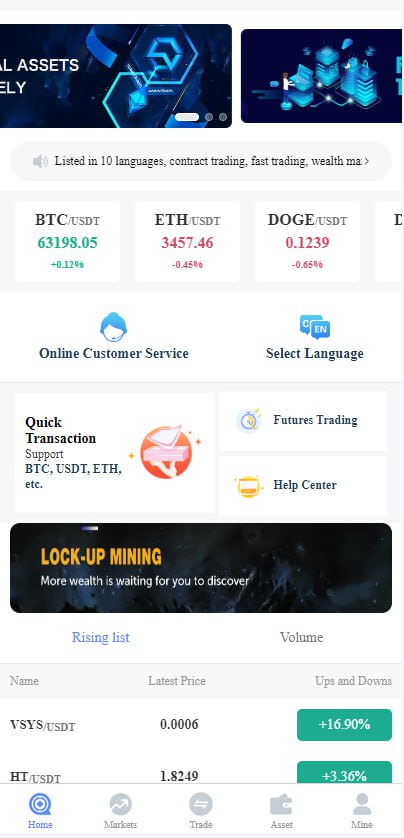 AL ASSETS
ELY
F
T
Listed in 10 languages, contract trading, fast trading, wealth ma
BTC/USDT
63198.05
+0.12%
ETH/USDT
3457.46
-0.45%
DOGE/USDT
0.1239
-0.65%
D
Online Customer Service
C EN
Select Language
Quick
Transaction
Support
BTC, USDT, ETH,
etc.
Futures Trading
Help Center
LOCK-UP MINING
More wealth is waiting for you to discover
Rising list
Volume
Name
Latest Price
Ups and Downs
VSYS/USDT
0.0006
+16.90%
HT/USDT
1.8249
+3.36%
Home
Markets
Trade
Asset
Mine